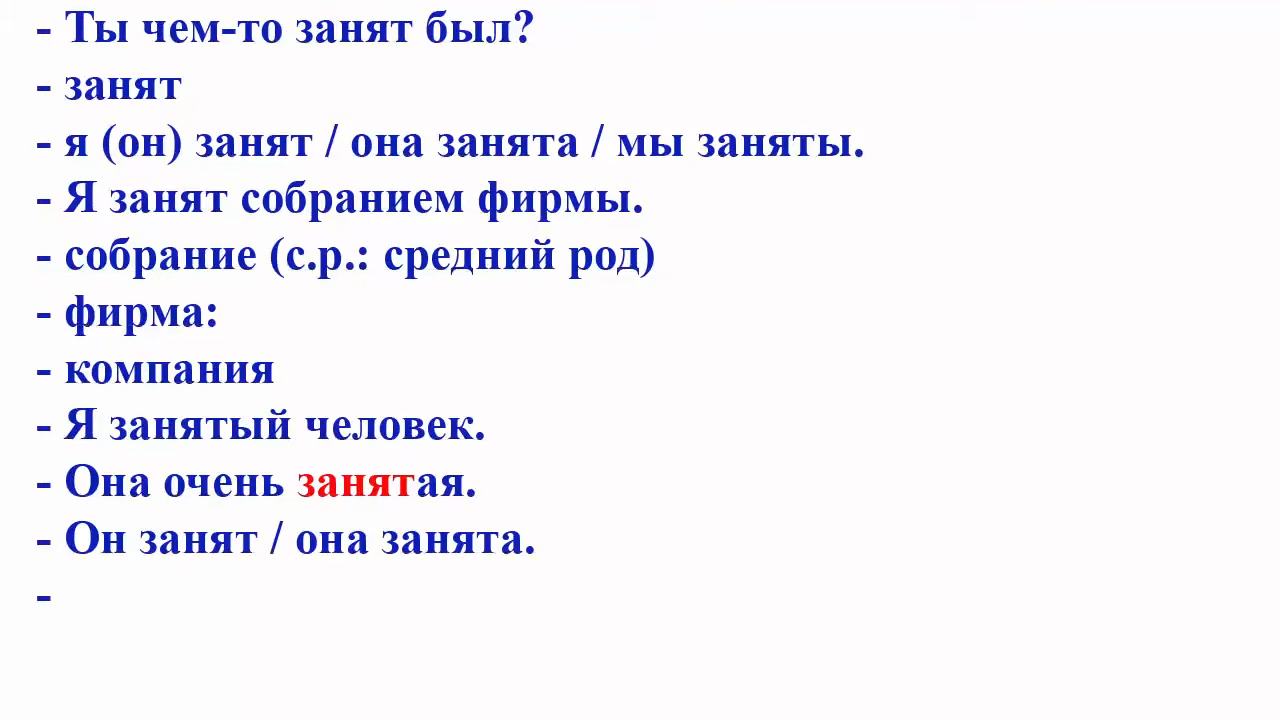 - Ты чем-то занят был?
- занят
- я (он) занят / она занята / мы заняты.
- Я занят собранием фирмы.
- собрание (с.р.: средний род)
- фирма:
- компания
- Я занятый человек.
- Она очень занятая.
- Он занят / она занята.
-